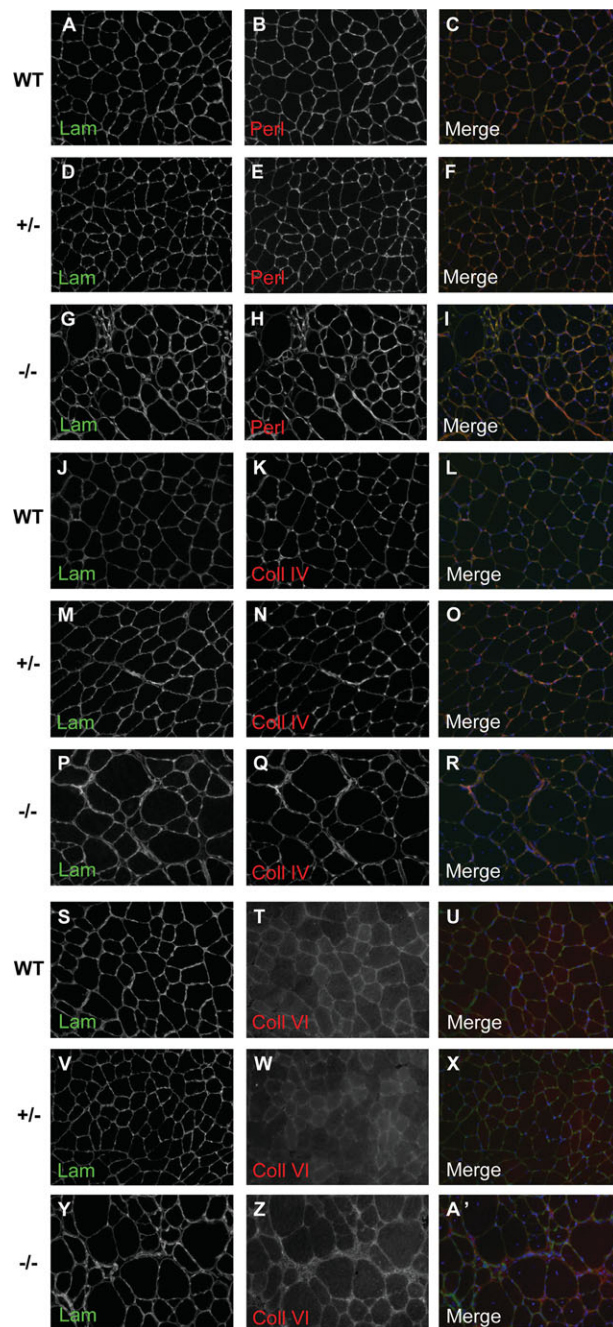 A B C
WT
Lam Perl Merge
D E F
+/-
Lam Perl Merge
G H I
-/-
Lam Perl Merge
J K L
WT
Lam Coll IV Merge
M N O
+/-
Lam Coll IV Merge
P Q R
-/-
Lam Coll IV Merge
S T U
WT
Lam Coll VI Merge
V W X
+/-
Lam Coll VI Merge
Y Z A'
-/-
Lam Coll VI Merge